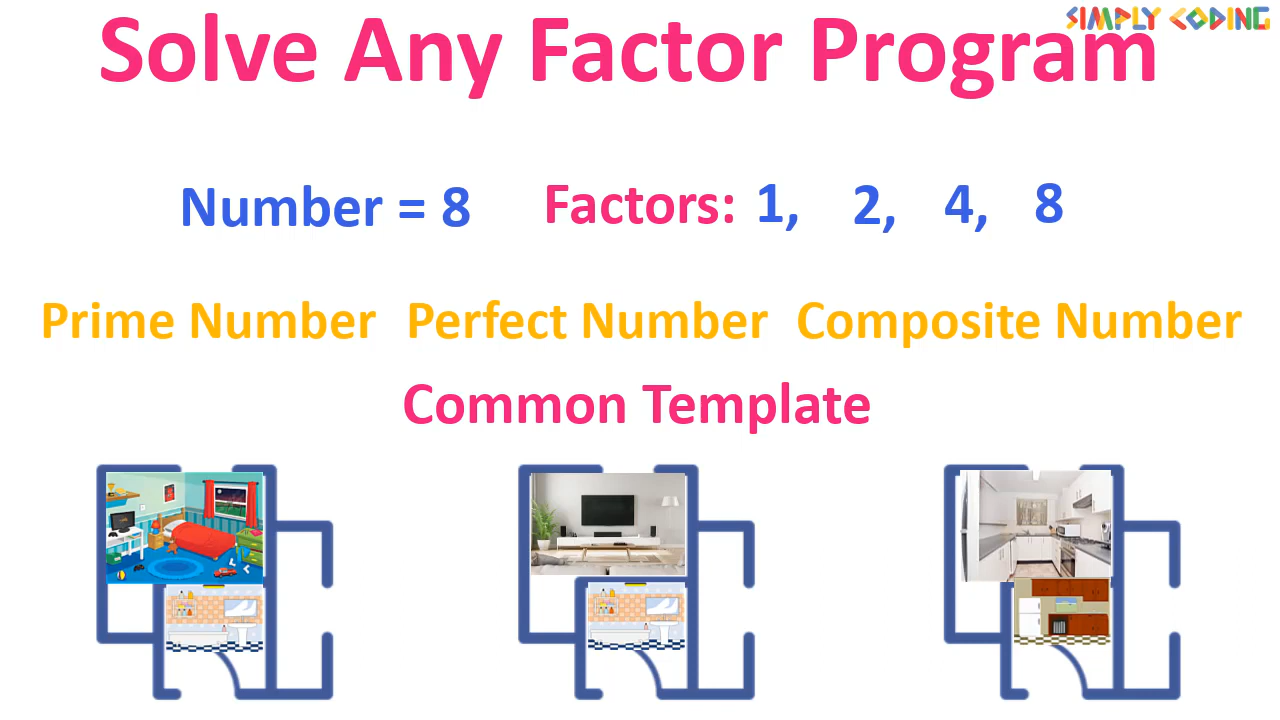 SIMPLY CODING
Solve Any Factor Program
Number = 8 Factors: 1, 2, 4, 8
Prime Number Perfect Number Composite Number
Common Template